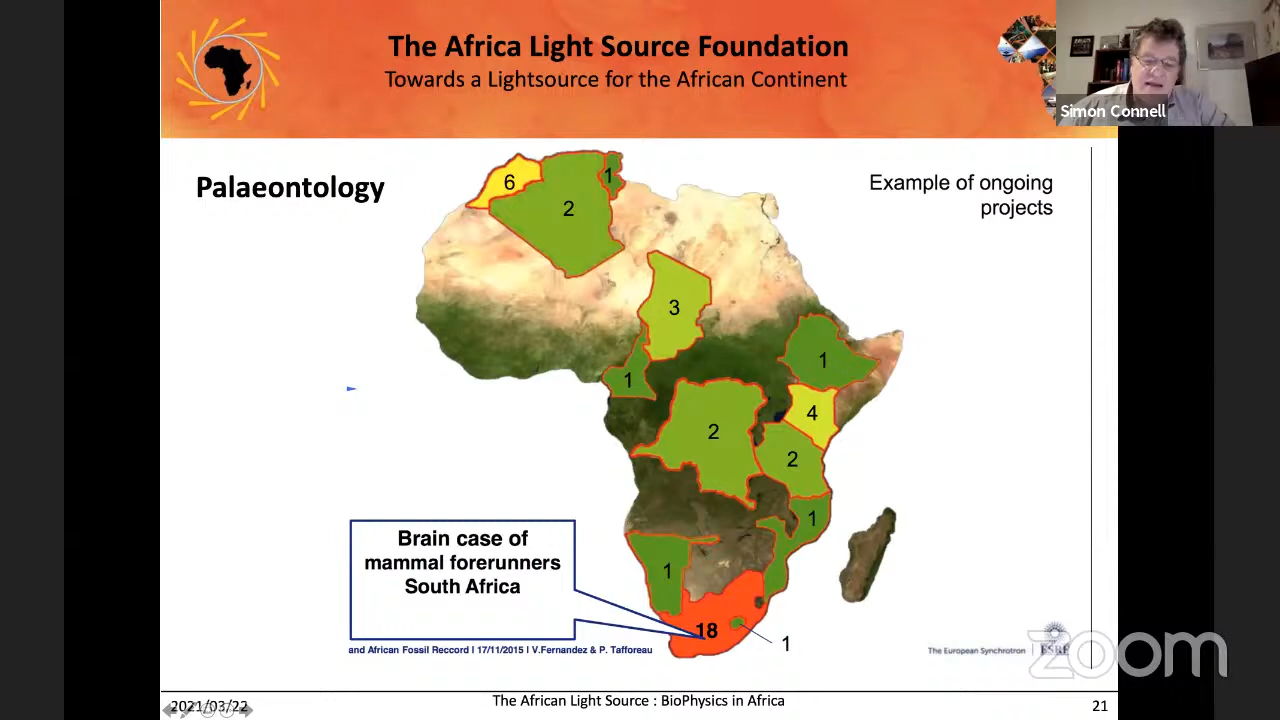 The Africa Light Source Foundation
Towards a Lightsource for the African Continent
Simon Connell
Palaeontology
Example of ongoing
projects
6
1
2
3
1
1
4
2
2
1
1
18
1
Brain case of
mammal forerunners
South Africa
and African Fossil Reccord I 17/11/2015 I V.Fernandez & P. Tafforeau
The European Synchrotron
ESRF
zoom
2021/03/22
The African Light Source : BioPhysics in Africa
21